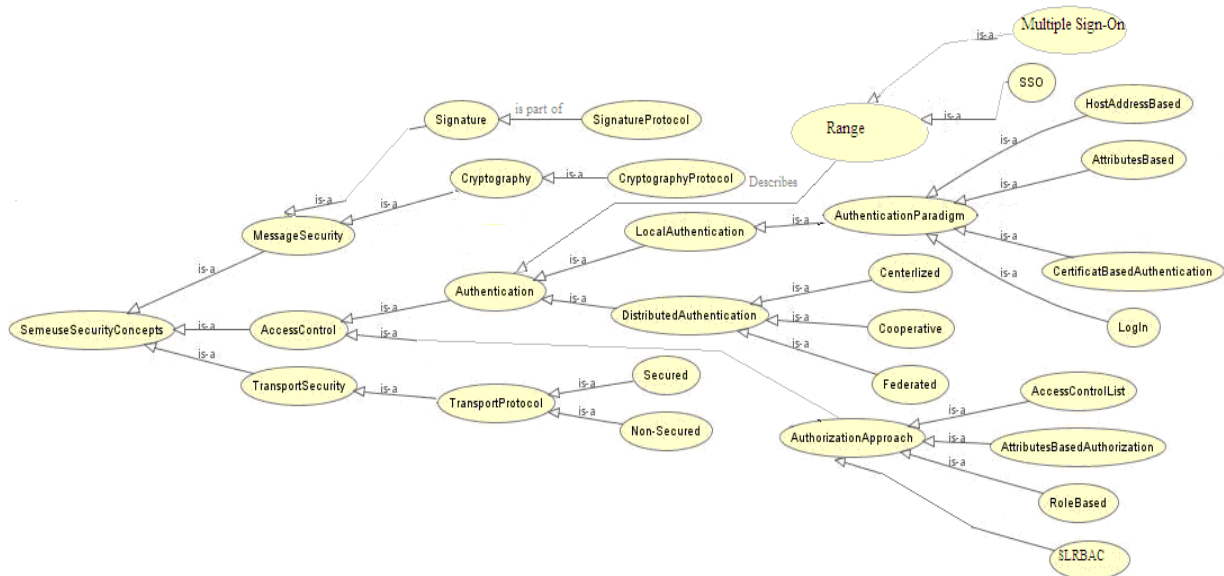 Multiple Sign-On
is-a
SSO
HostAddressBased
Signature
is part of
SignatureProtocol
Range
is-a
is-a
Cryptography
is-a
CryptographyProtocol
Describes
AttributesBased
is-a
is-a
is-a
MessageSecurity
LocalAuthentication
is-a
AuthenticationParadigm
is-a
is-a
CertificatBasedAuthentication
is-a
Authentication
is-a
Centerlized
is-a
is-a
is-a
LogIn
SemeuseSecurityConcepts
is-a
AccessControl
is-a
is-a
DistributedAuthentication
is-a
Cooperative
is-a
is-a
TransportSecurity
is-a
TransportProtocol
is-a
Secured
is-a
Non-Secured
Federated
AccessControlList
is-a
AuthorizationApproach
is-a
AttributesBasedAuthorization
is-a
RoleBased
is-a
SLRBAC